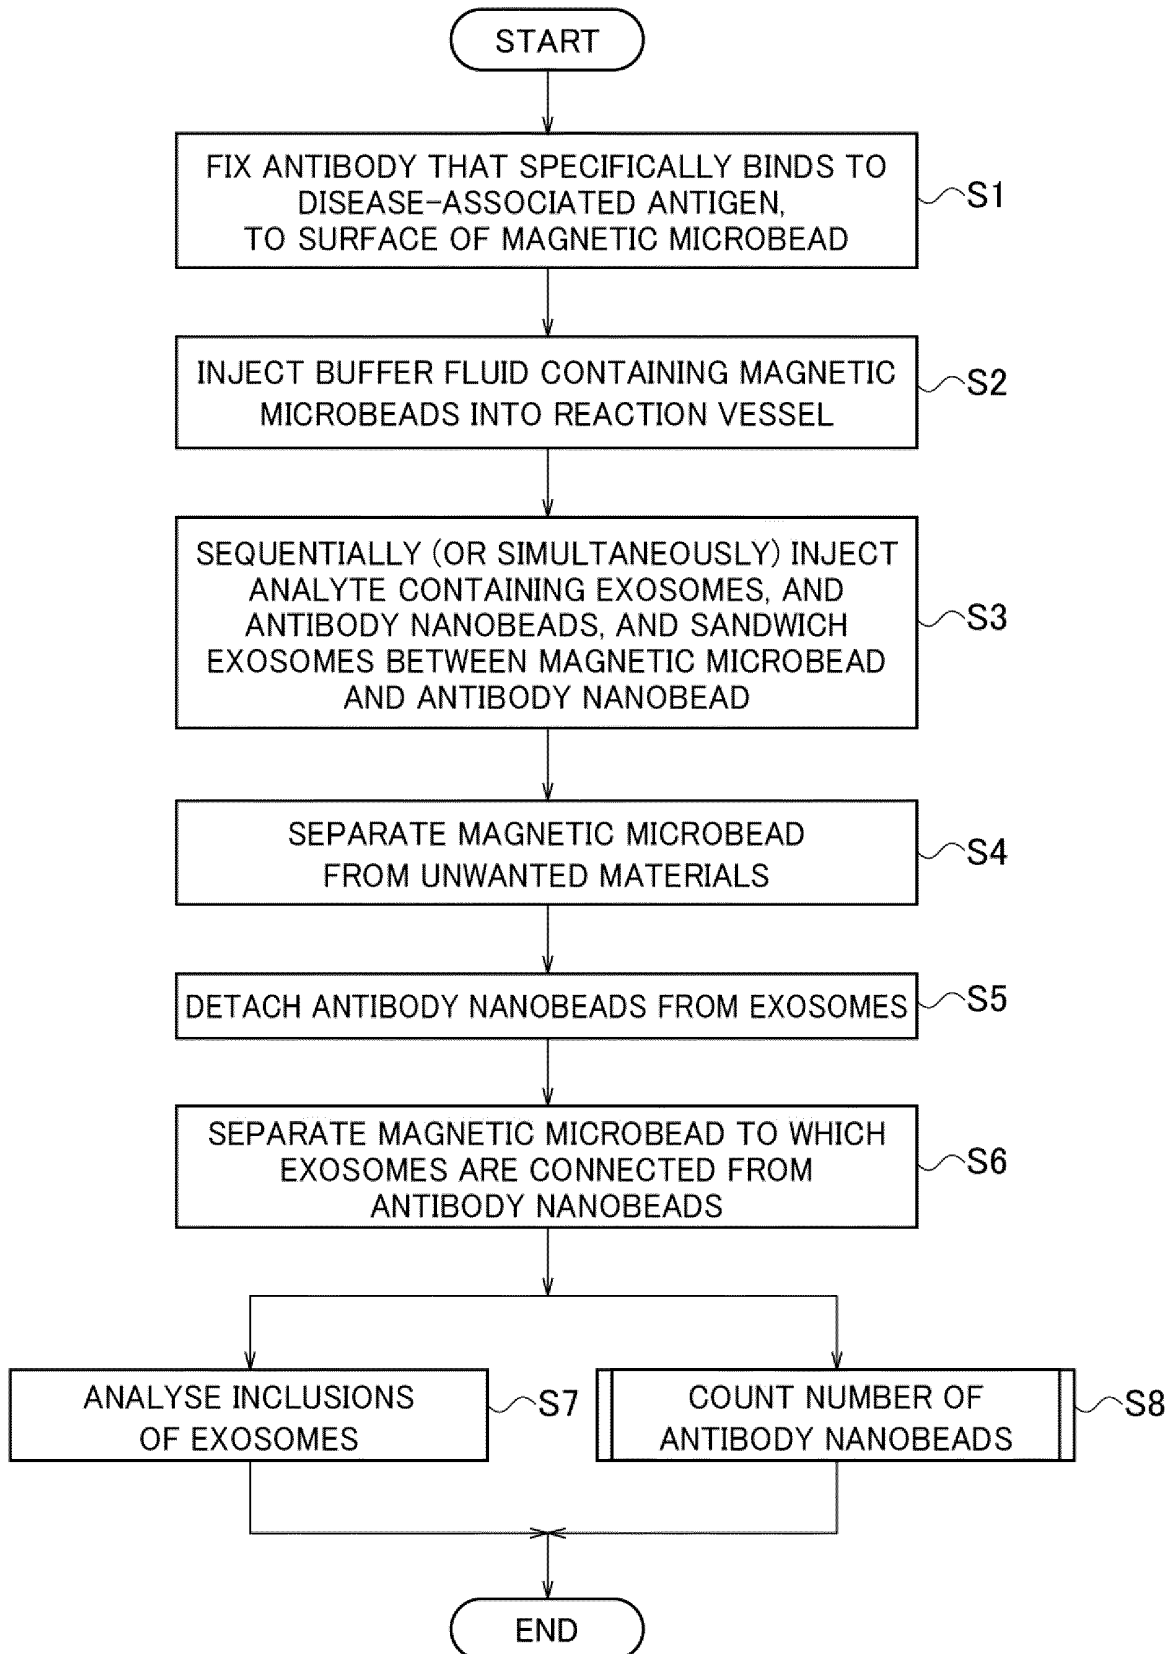 START
FIX ANTIBODY THAT SPECIFICALLY BINDS TO
DISEASE-ASSOCIATED ANTIGEN,
TO SURFACE OF MAGNETIC MICROBEAD
S1
INJECT BUFFER FLUID CONTAINING MAGNETIC
MICROBEADS INTO REACTION VESSEL
S2
SEQUENTIALLY (OR SIMULTANEOUSLY) INJECT
ANALYTE CONTAINING EXOSOMES, AND
ANTIBODY NANOBEADS, AND SANDWICH
EXOSOMES BETWEEN MAGNETIC MICROBEAD
AND ANTIBODY NANOBEAD
S3
SEPARATE MAGNETIC MICROBEAD
FROM UNWANTED MATERIALS
S4
DETACH ANTIBODY NANOBEADS FROM EXOSOMES
S5
SEPARATE MAGNETIC MICROBEAD TO WHICH
EXOSOMES ARE CONNECTED FROM
ANTIBODY NANOBEADS
S6
ANALYSE INCLUSIONS
OF EXOSOMES
S7
COUNT NUMBER OF
ANTIBODY NANOBEADS
S8
END